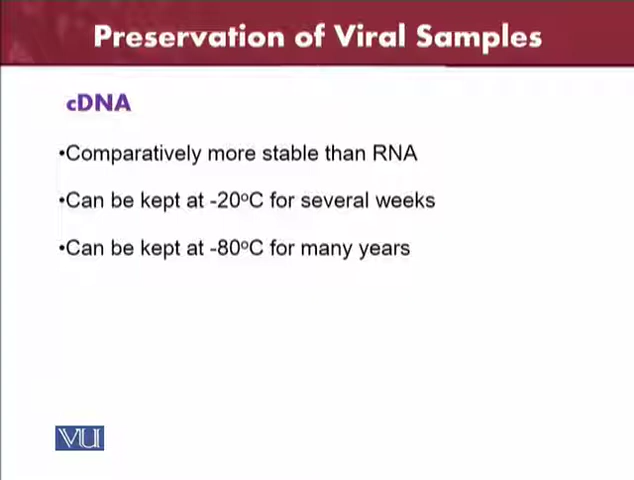 Preservation of Viral Samples
cDNA
•Comparatively more stable than RNA
•Can be kept at -20ºC for several weeks
•Can be kept at -80ºC for many years
VU